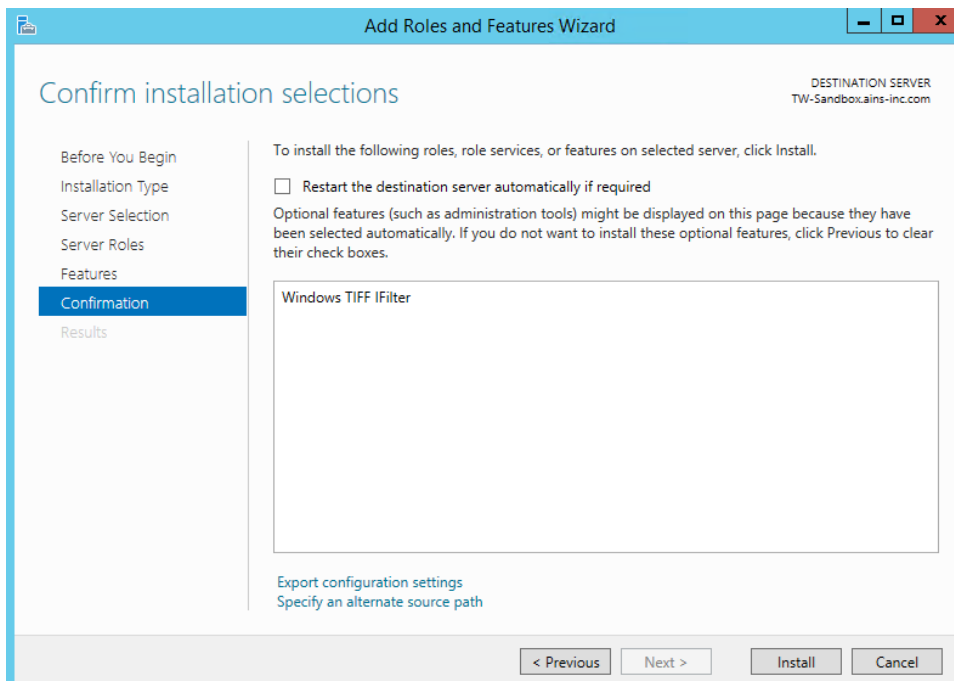 Add Roles and Features Wizard
Confirm installation selections
DESTINATION SERVER
TW-Sandbox.ains-inc.com
Before You Begin
Installation Type
Server Selection
Server Roles
Features
Confirmation
Results
To install the following roles, role services, or features on selected server, click Install.
Restart the destination server automatically if required
Optional features (such as administration tools) might be displayed on this page because they have
been selected automatically. If you do not want to install these optional features, click Previous to clear
their check boxes.
Windows TIFF IFilter
Export configuration settings
Specify an alternate source path
< Previous
Next >
Install
Cancel